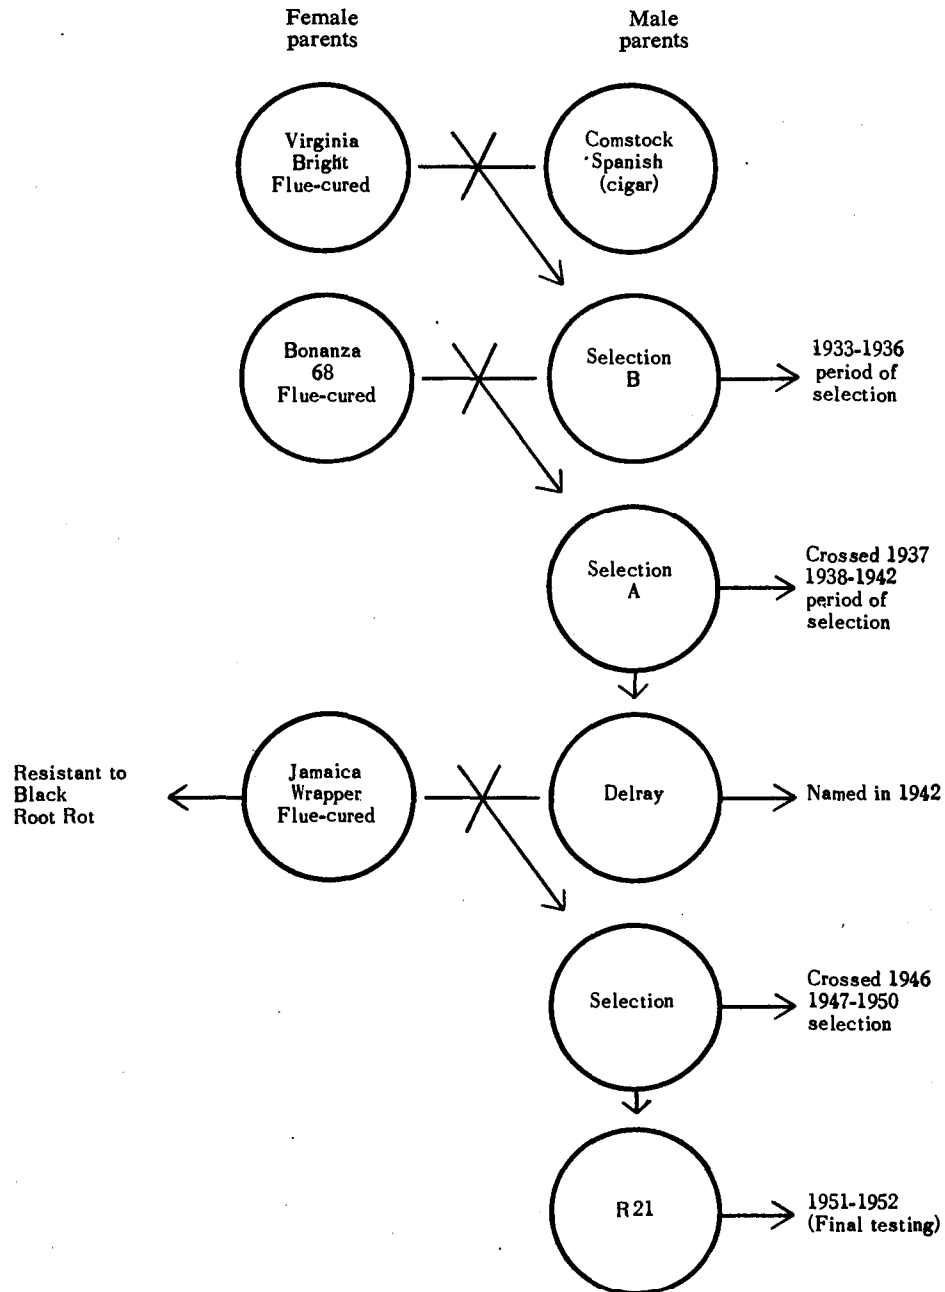 Female
parents
Male
parents
Virginia
Bright
Flue-cured
Comstock
Spanish
(cigar)
Bonanza
68
Flue-cured
Selection
B
1933-1936
period of
selection
Selection
A
Crossed 1937
1938-1942
period of
selection
Resistant to
Black
Root Rot
Jamaica
Wrapper
Flue-cured
Delray
Named in 1942
Selection
Crossed 1946
1947-1950
selection
R21
1951-1952
(Final testing)